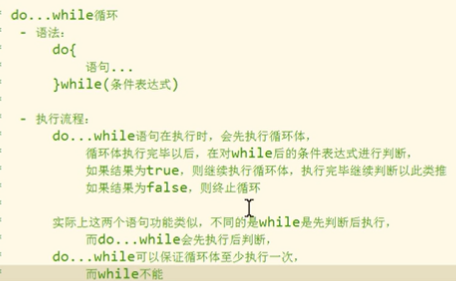 do...while循环
- 语法:
do{
语句...
}while(条件表达式)
- 执行流程:
do...while语句在执行时，会先执行循环体，
循环体执行完毕以后，在对while后的条件表达式进行判断，
如果结果为true，则继续执行循环体，执行完毕继续判断以此类推
如果结果为false，则终止循环
实际上这两个语句功能类似，不同的是while是先判断后执行，
而do...while会先执行后判断，
do...while可以保证循环体至少执行一次，
而while不能